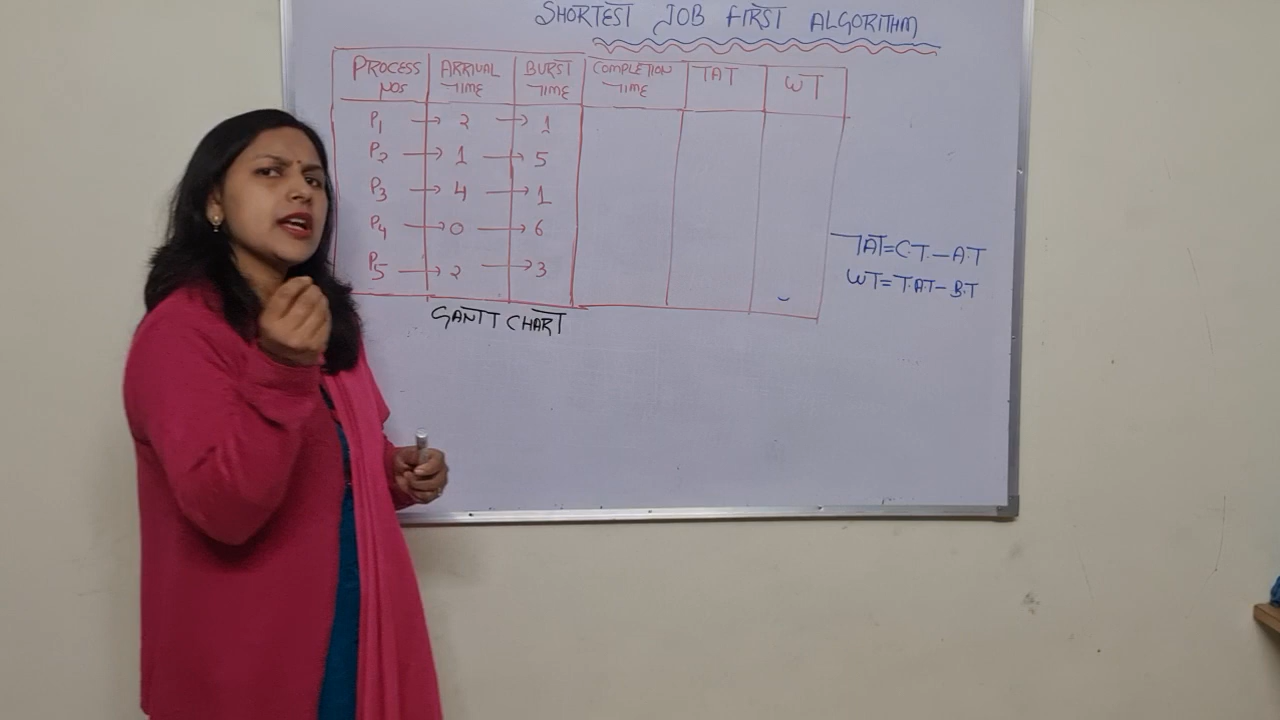 SHORTEST JOB FIRST ALGORITHM
PROCESS NOS ARRIVAL TIME BURST TIME COMPLETION TIME TAT WT
P1 → 2 → 1
P2 → 1 → 5
P3 → 4 → 1
P4 → 0 → 6
P5 → 2 → 3
TAT=C.T.-A.T
WT=T.A.T-B.T
GANTT CHART